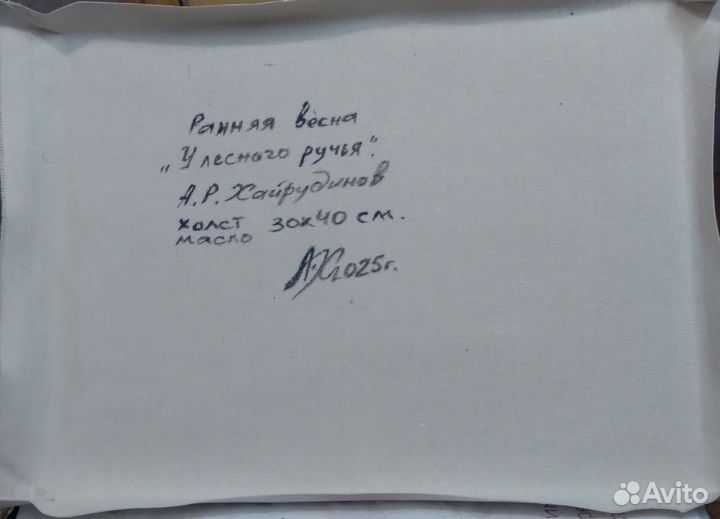 Ранняя весна
„У лесного ручья".
А.Р. Хайрудинов
холст 30х40 см.
масло
А.Х 2025г.
Avito